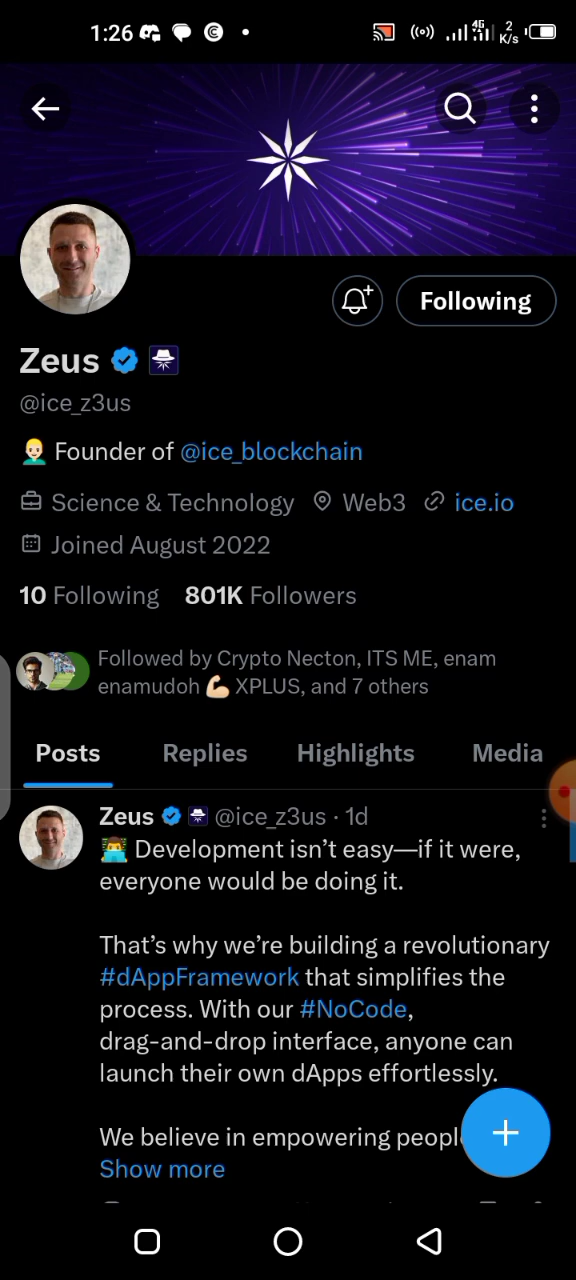 1:26
4G
2
K/s
Following
Zeus
@ice_z3us
Founder of @ice_blockchain
Science & Technology Web3 ice.io
Joined August 2022
10 Following 801K Followers
Followed by Crypto Necton, ITS ME, enam
enamudoh 💪🏻 XPLUS, and 7 others
Posts Replies Highlights Media
Zeus @ice_z3us · 1d
👨‍💻 Development isn’t easy—if it were,
everyone would be doing it.
That’s why we’re building a revolutionary
#dAppFramework that simplifies the
process. With our #NoCode,
drag-and-drop interface, anyone can
launch their own dApps effortlessly.
We believe in empowering
Show more